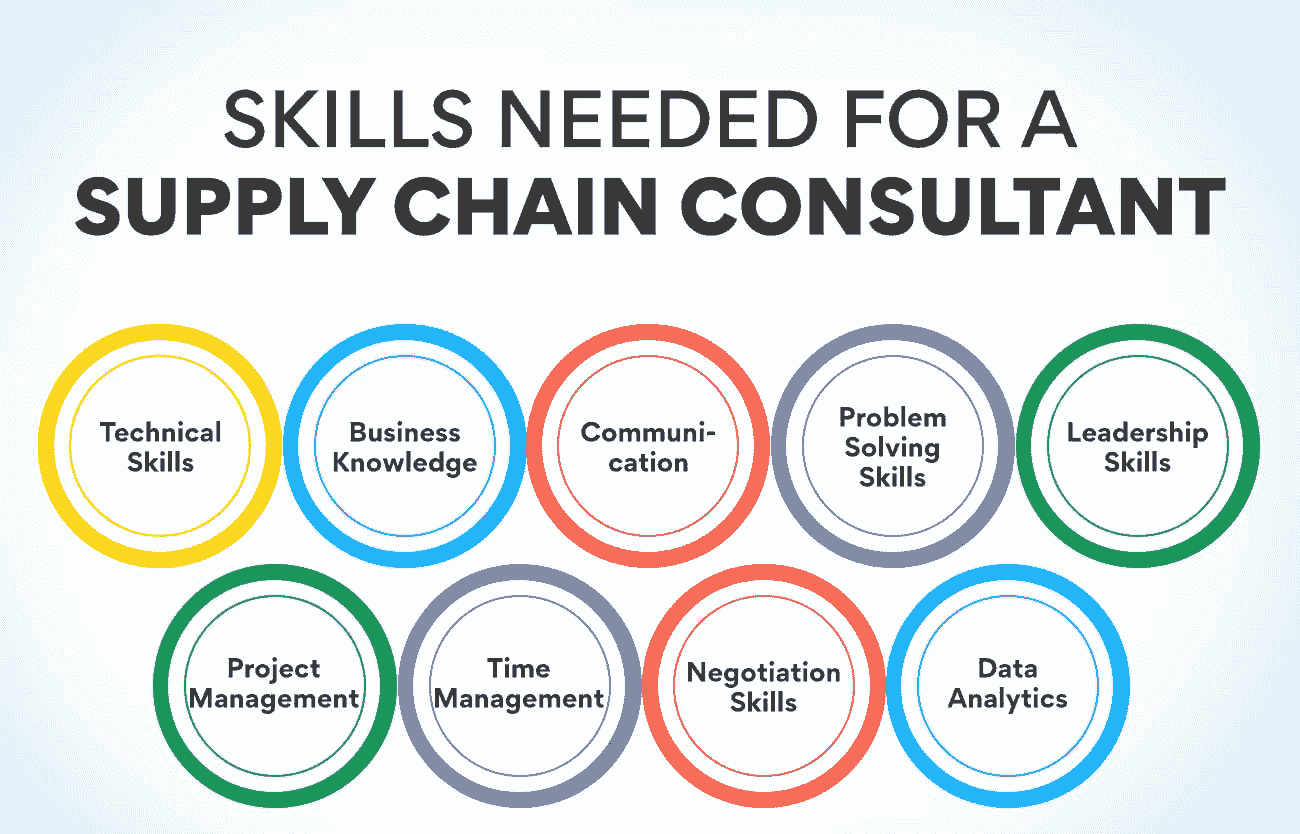 SKILLS NEEDED FOR A
SUPPLY CHAIN CONSULTANT
Technical
Skills
Business
Knowledge
Communi-
cation
Problem
Solving
Skills
Leadership
Skills
Project
Management
Time
Management
Negotiation
Skills
Data
Analytics